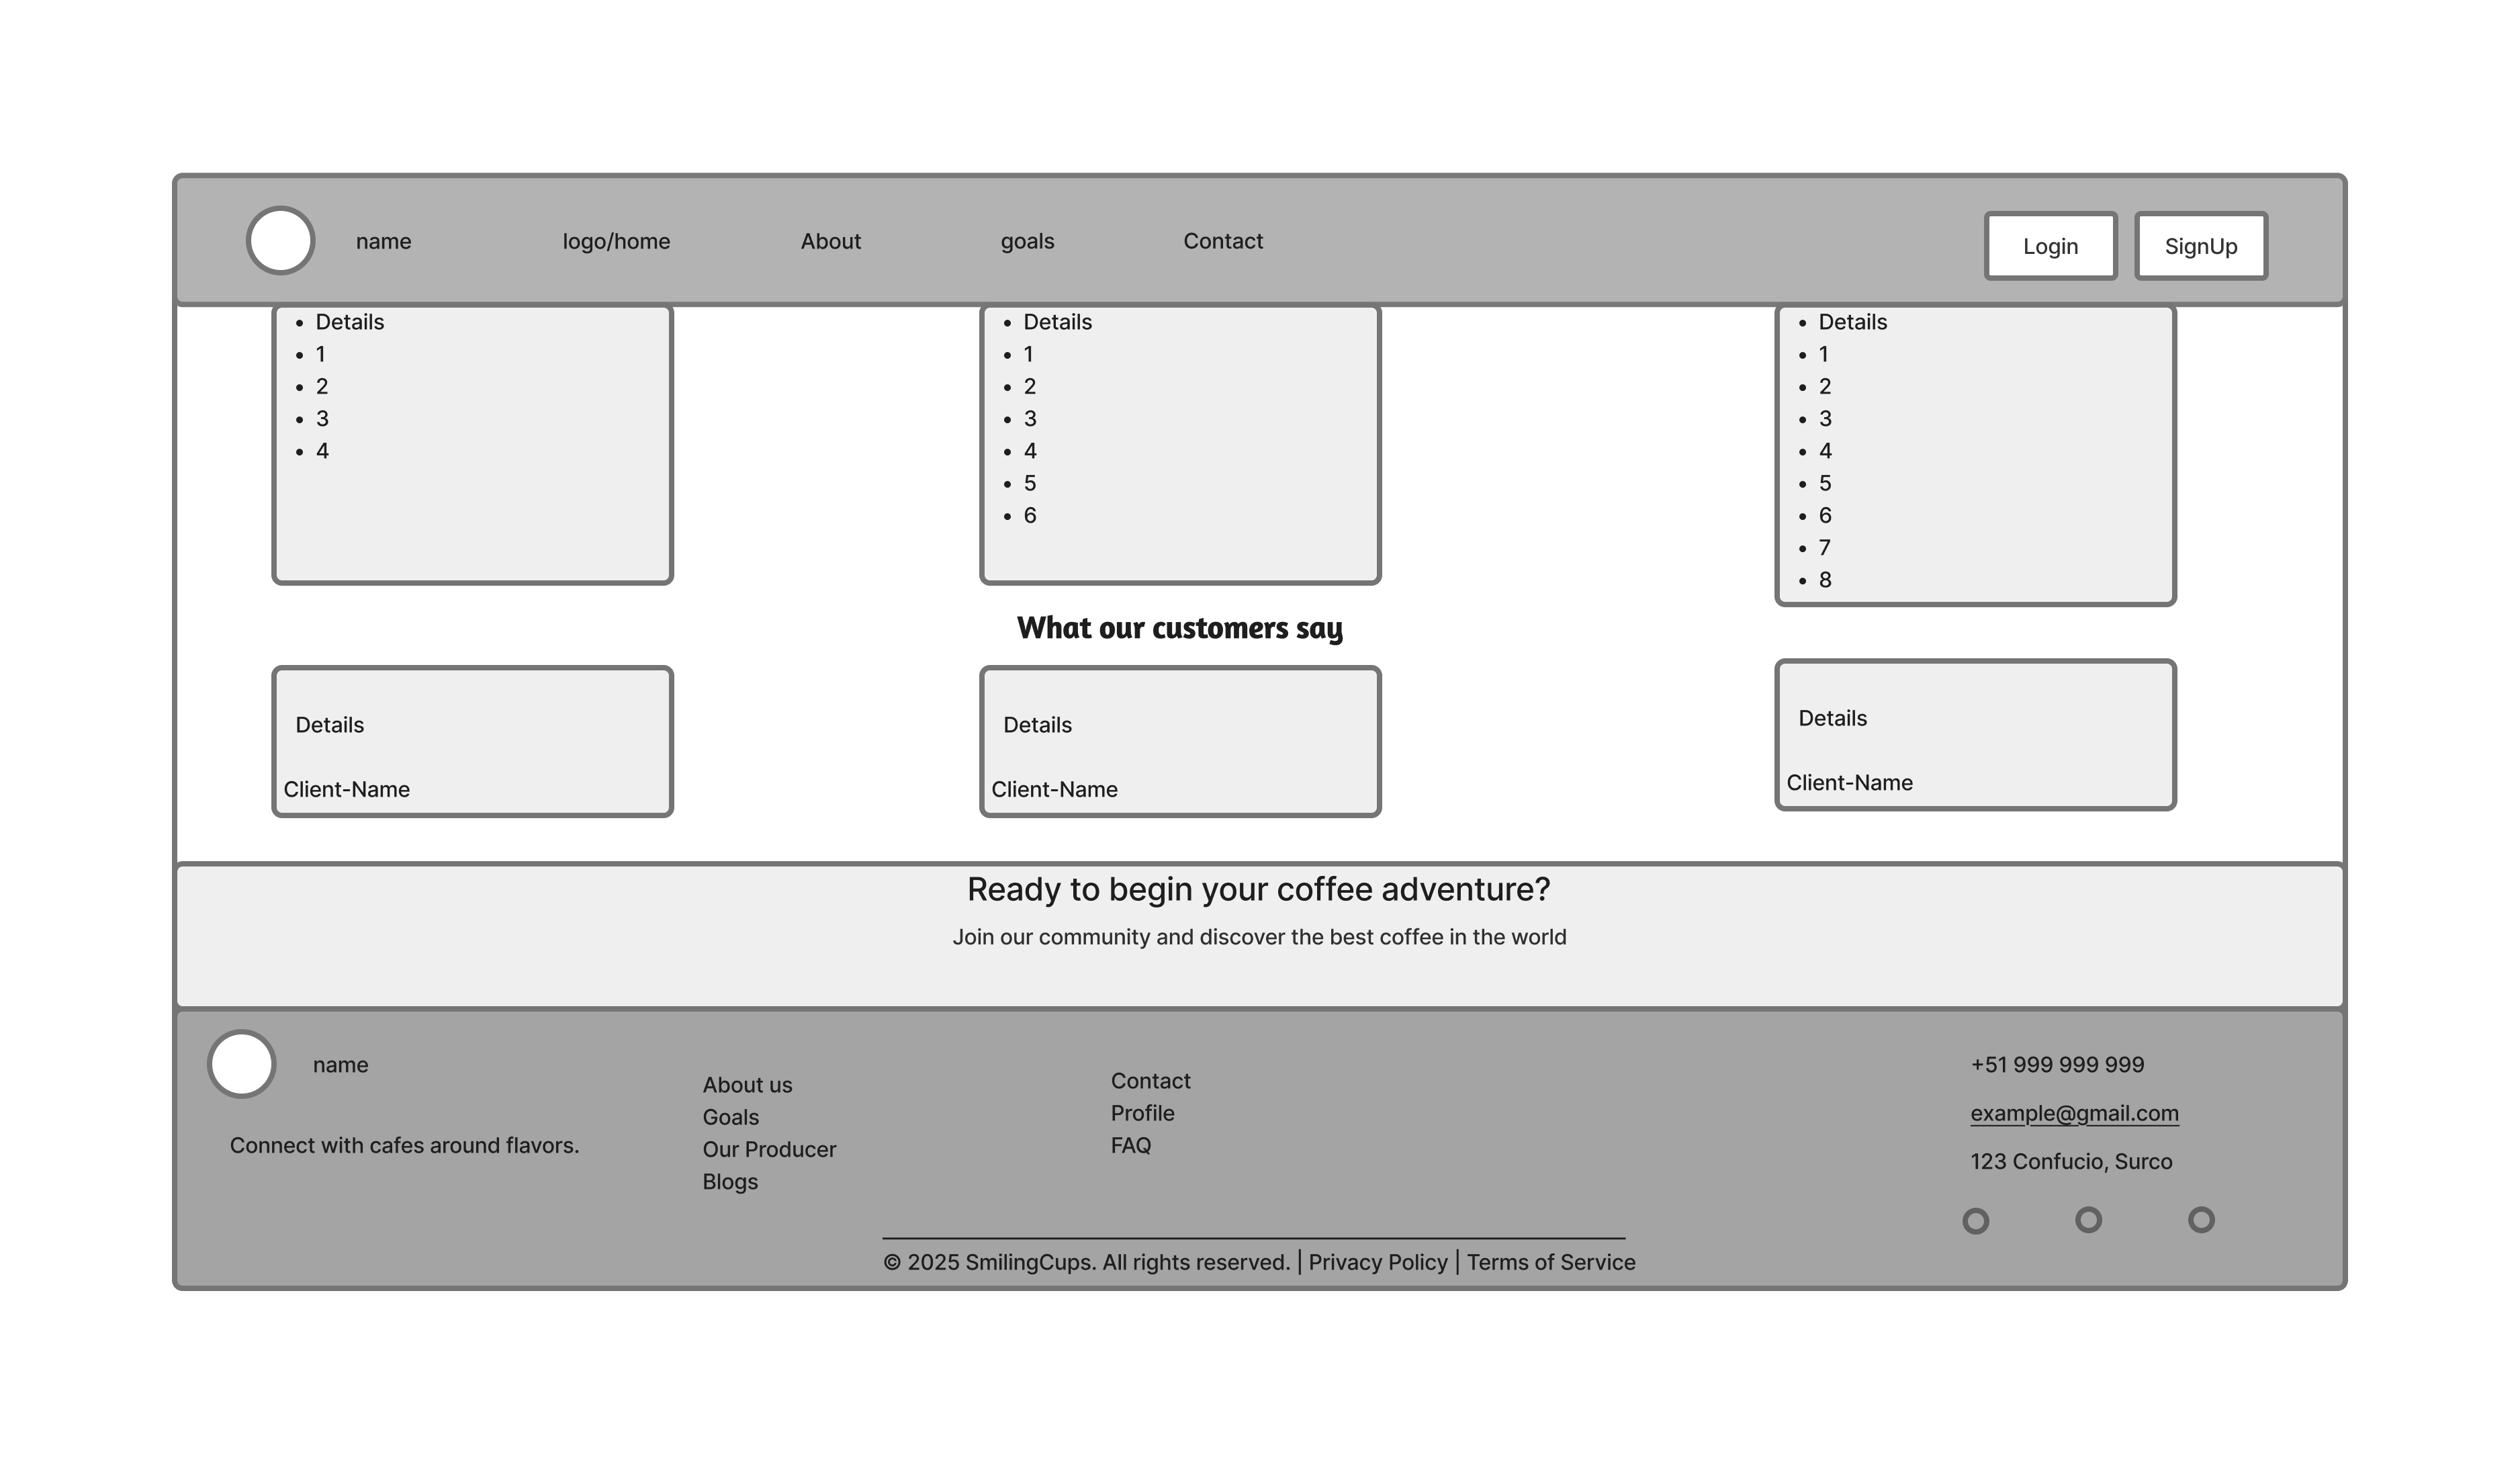 name logo/home About goals Contact Login SignUp
• Details
• 1
• 2
• 3
• 4
• Details
• 1
• 2
• 3
• 4
• 5
• 6
• Details
• 1
• 2
• 3
• 4
• 5
• 6
• 7
• 8
What our customers say
Details
Client-Name
Details
Client-Name
Details
Client-Name
Ready to begin your coffee adventure?
Join our community and discover the best coffee in the world
name
Connect with cafes around flavors.
About us
Goals
Our Producer
Blogs
Contact
Profile
FAQ
+51 999 999 999
example@gmail.com
123 Confucio, Surco
© 2025 SmilingCups. All rights reserved. | Privacy Policy | Terms of Service